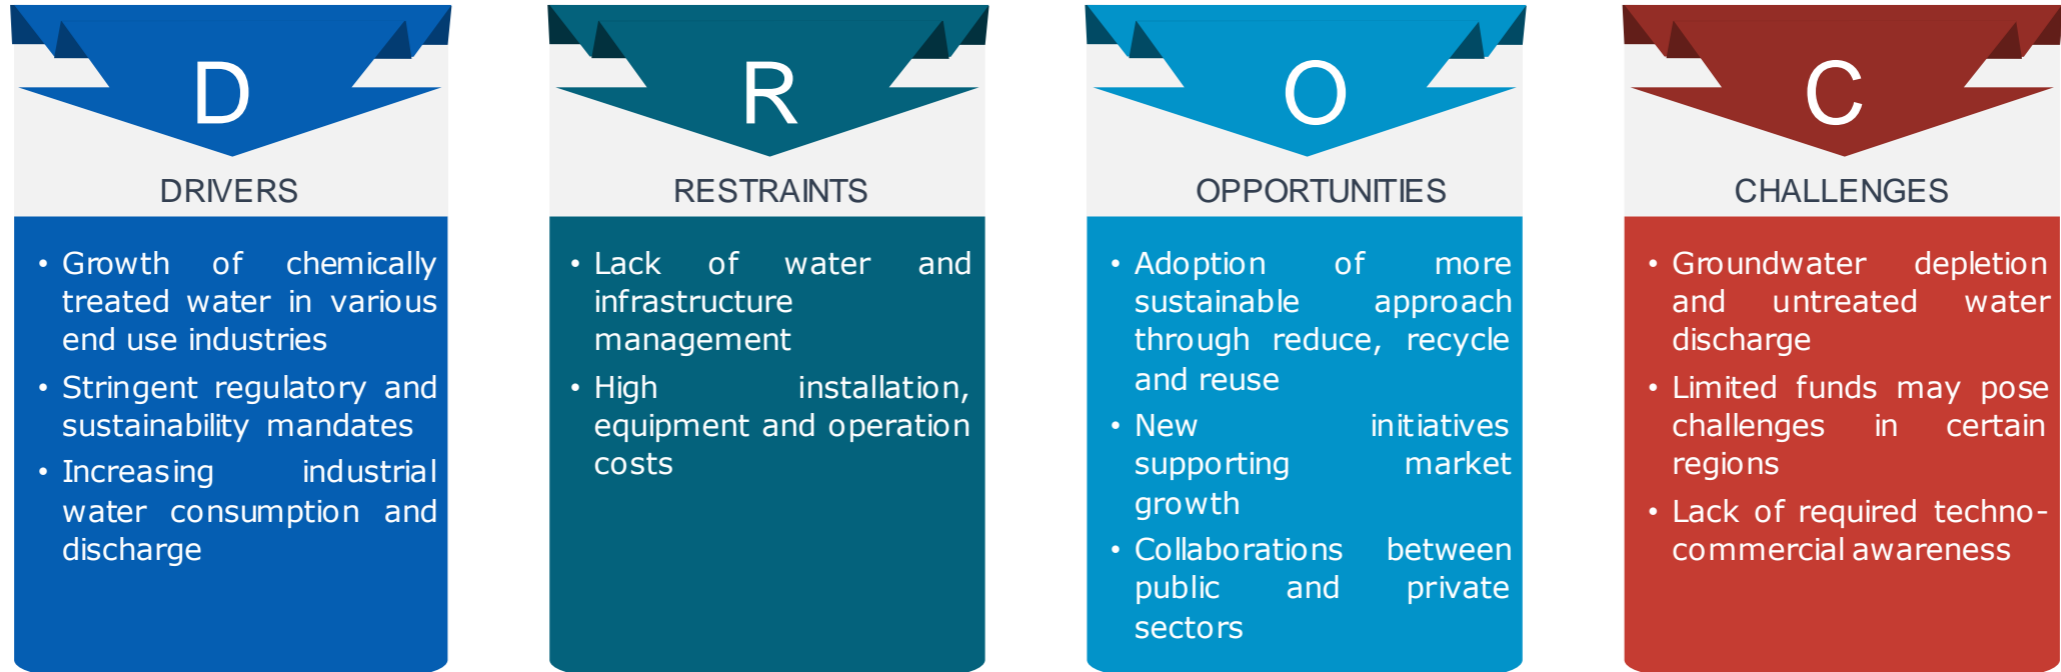 D
DRIVERS
• Growth of chemically
treated water in various
end use industries
• Stringent regulatory and
sustainability mandates
• Increasing industrial
water consumption and
discharge
R
RESTRAINTS
• Lack of water and
infrastructure
management
• High installation,
equipment and operation
costs
O
OPPORTUNITIES
• Adoption of more
sustainable approach
through reduce, recycle
and reuse
• New initiatives
supporting market
growth
• Collaborations between
public and private
sectors
C
CHALLENGES
• Groundwater depletion
and untreated water
discharge
• Limited funds may pose
challenges in certain
regions
• Lack of required techno-
commercial awareness